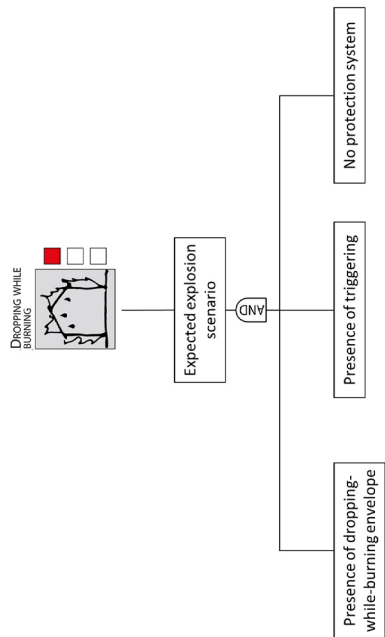 DROPPING WHILE
BURNING
Expected explosion
scenario
AND
Presence of dropping-
while-burning envelope
Presence of triggering
No protection system